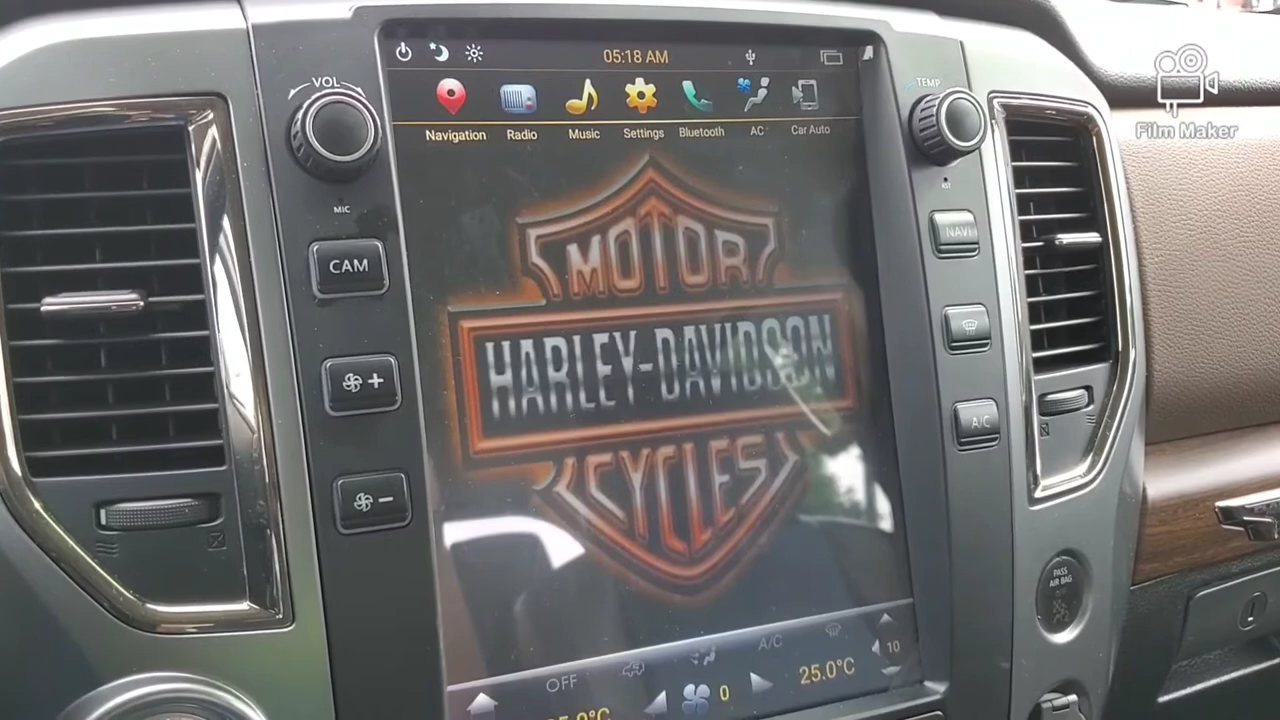 05:18 AM
Navigation Radio Music Settings Bluetooth AC Car Auto
VOL
MIC
CAM
+
-
TEMP
RST
NAVI
A/C
MOTOR
HARLEY-DAVIDSON
CYCLES
OFF
A/C
0
25.0°C
10
PASS
AIR BAG
Film Maker